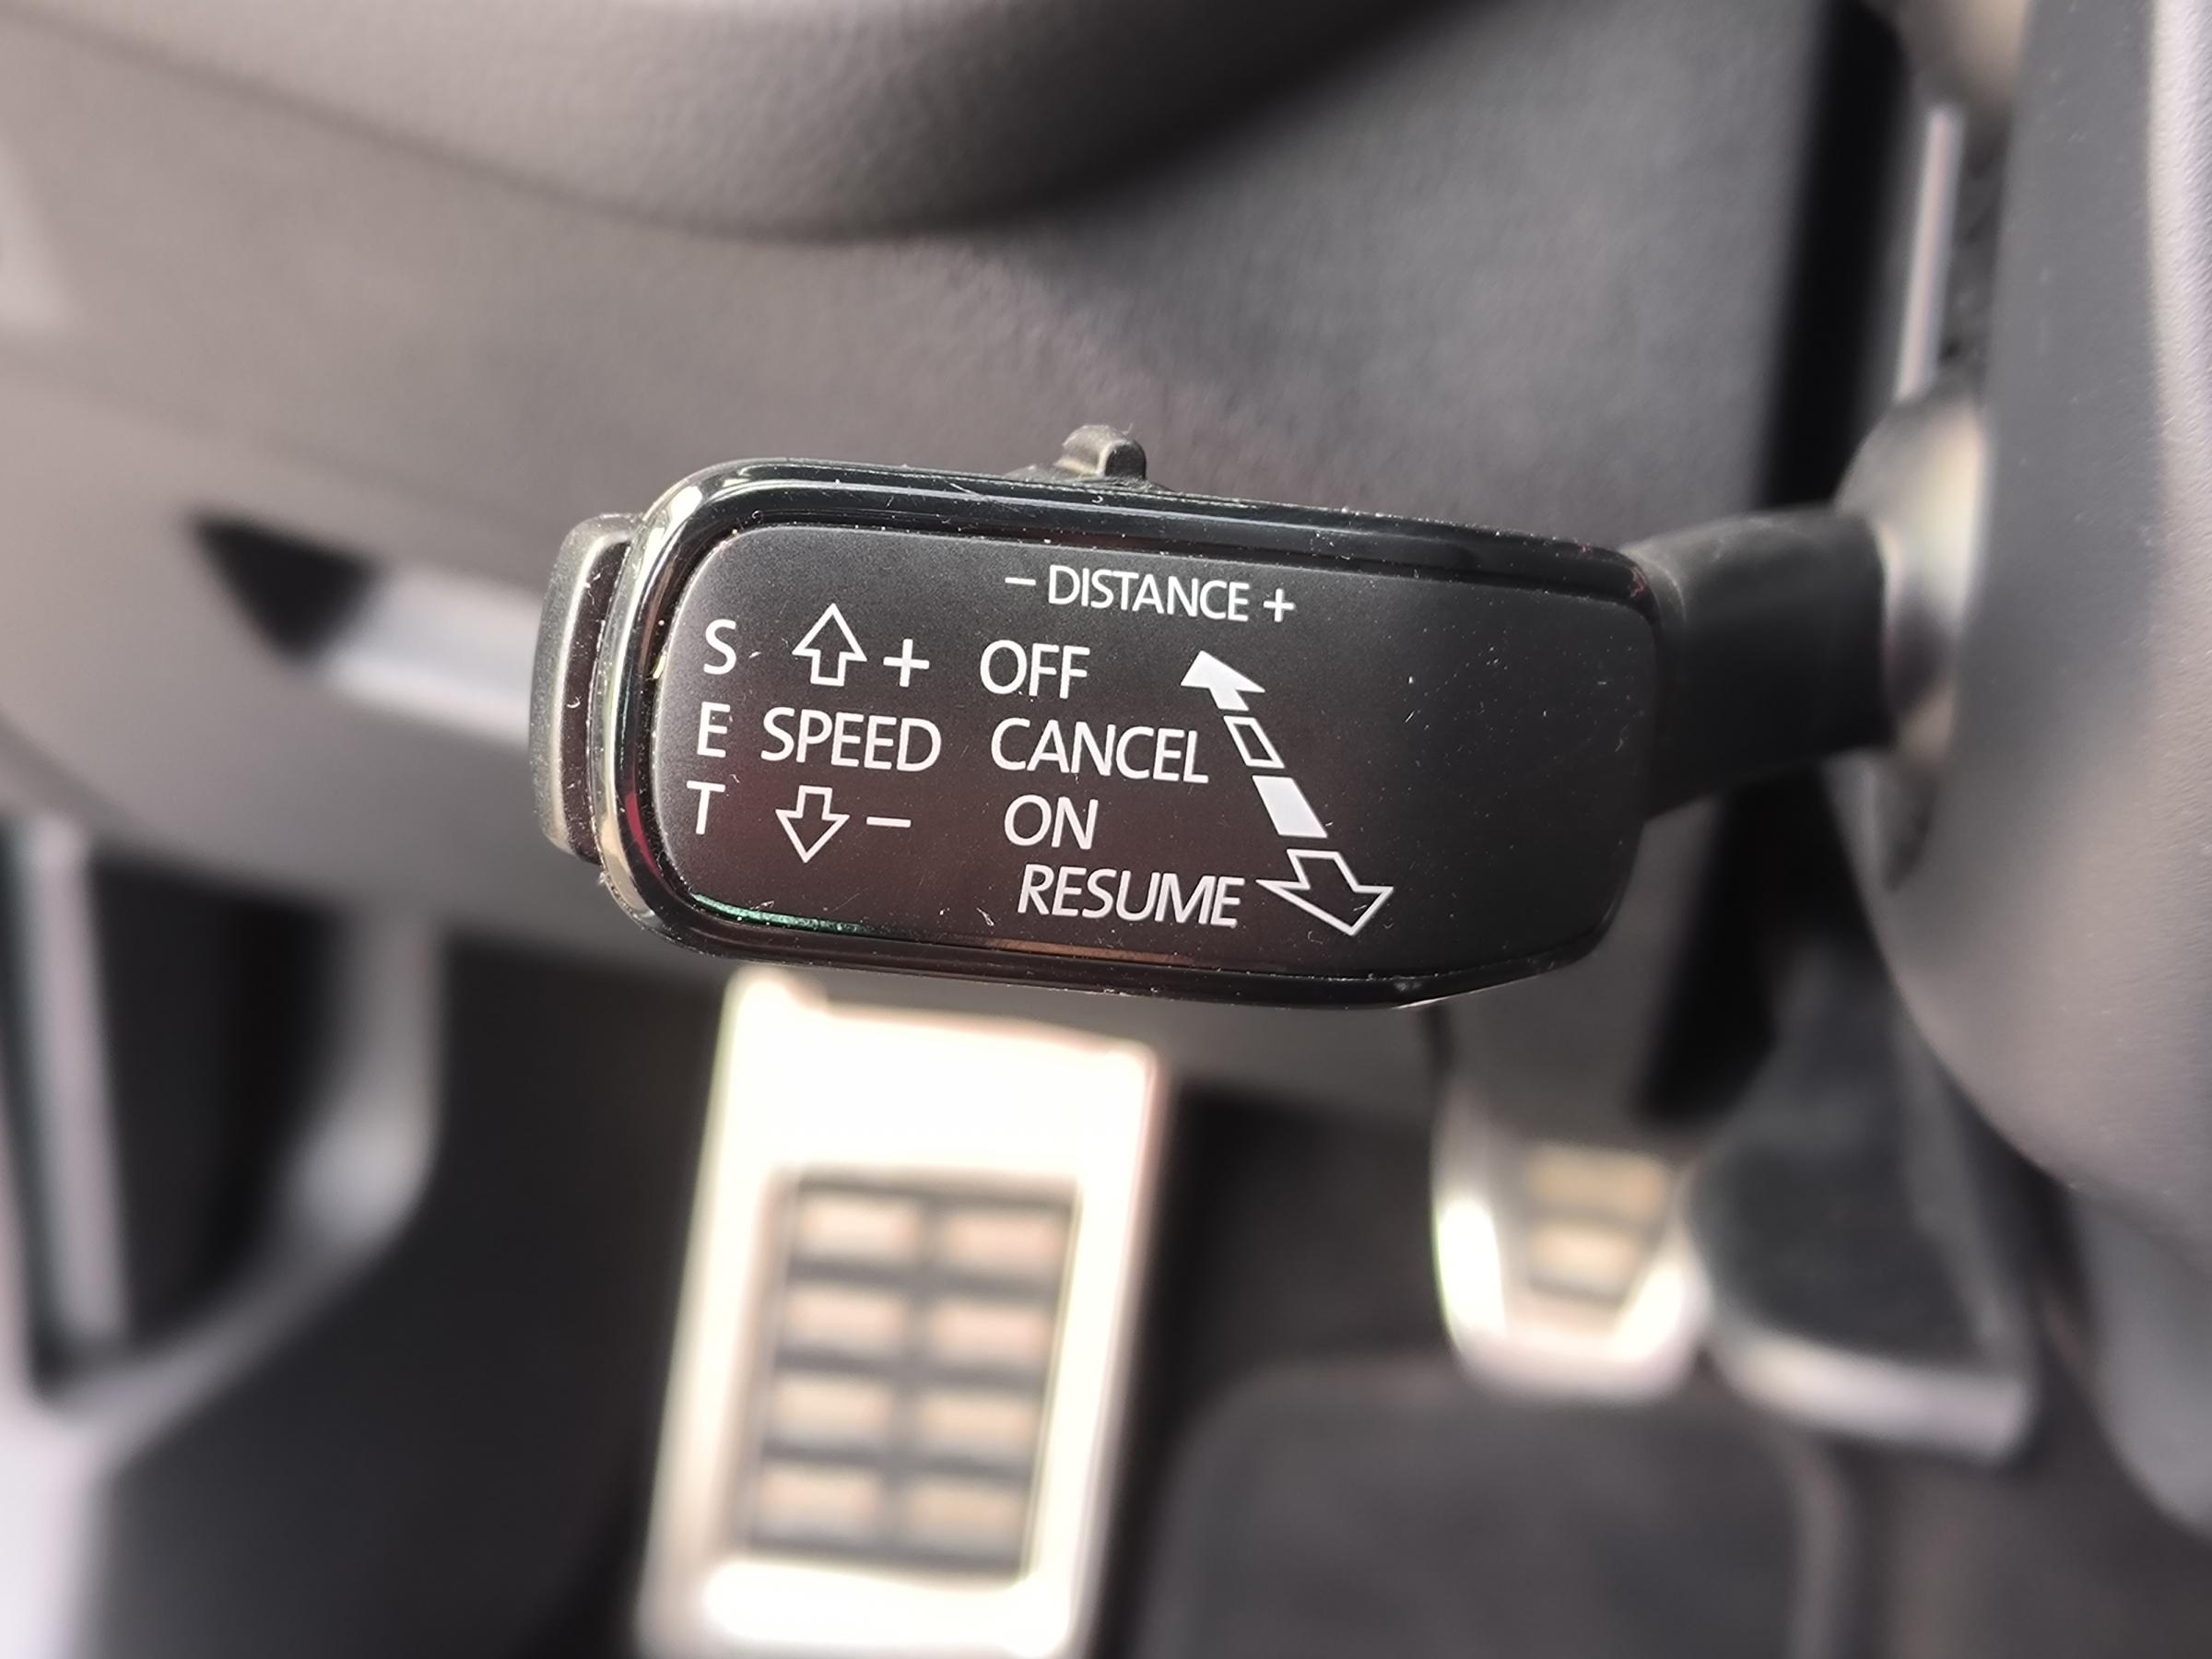 – DISTANCE +
S + OFF
E SPEED CANCEL
T – ON
RESUME